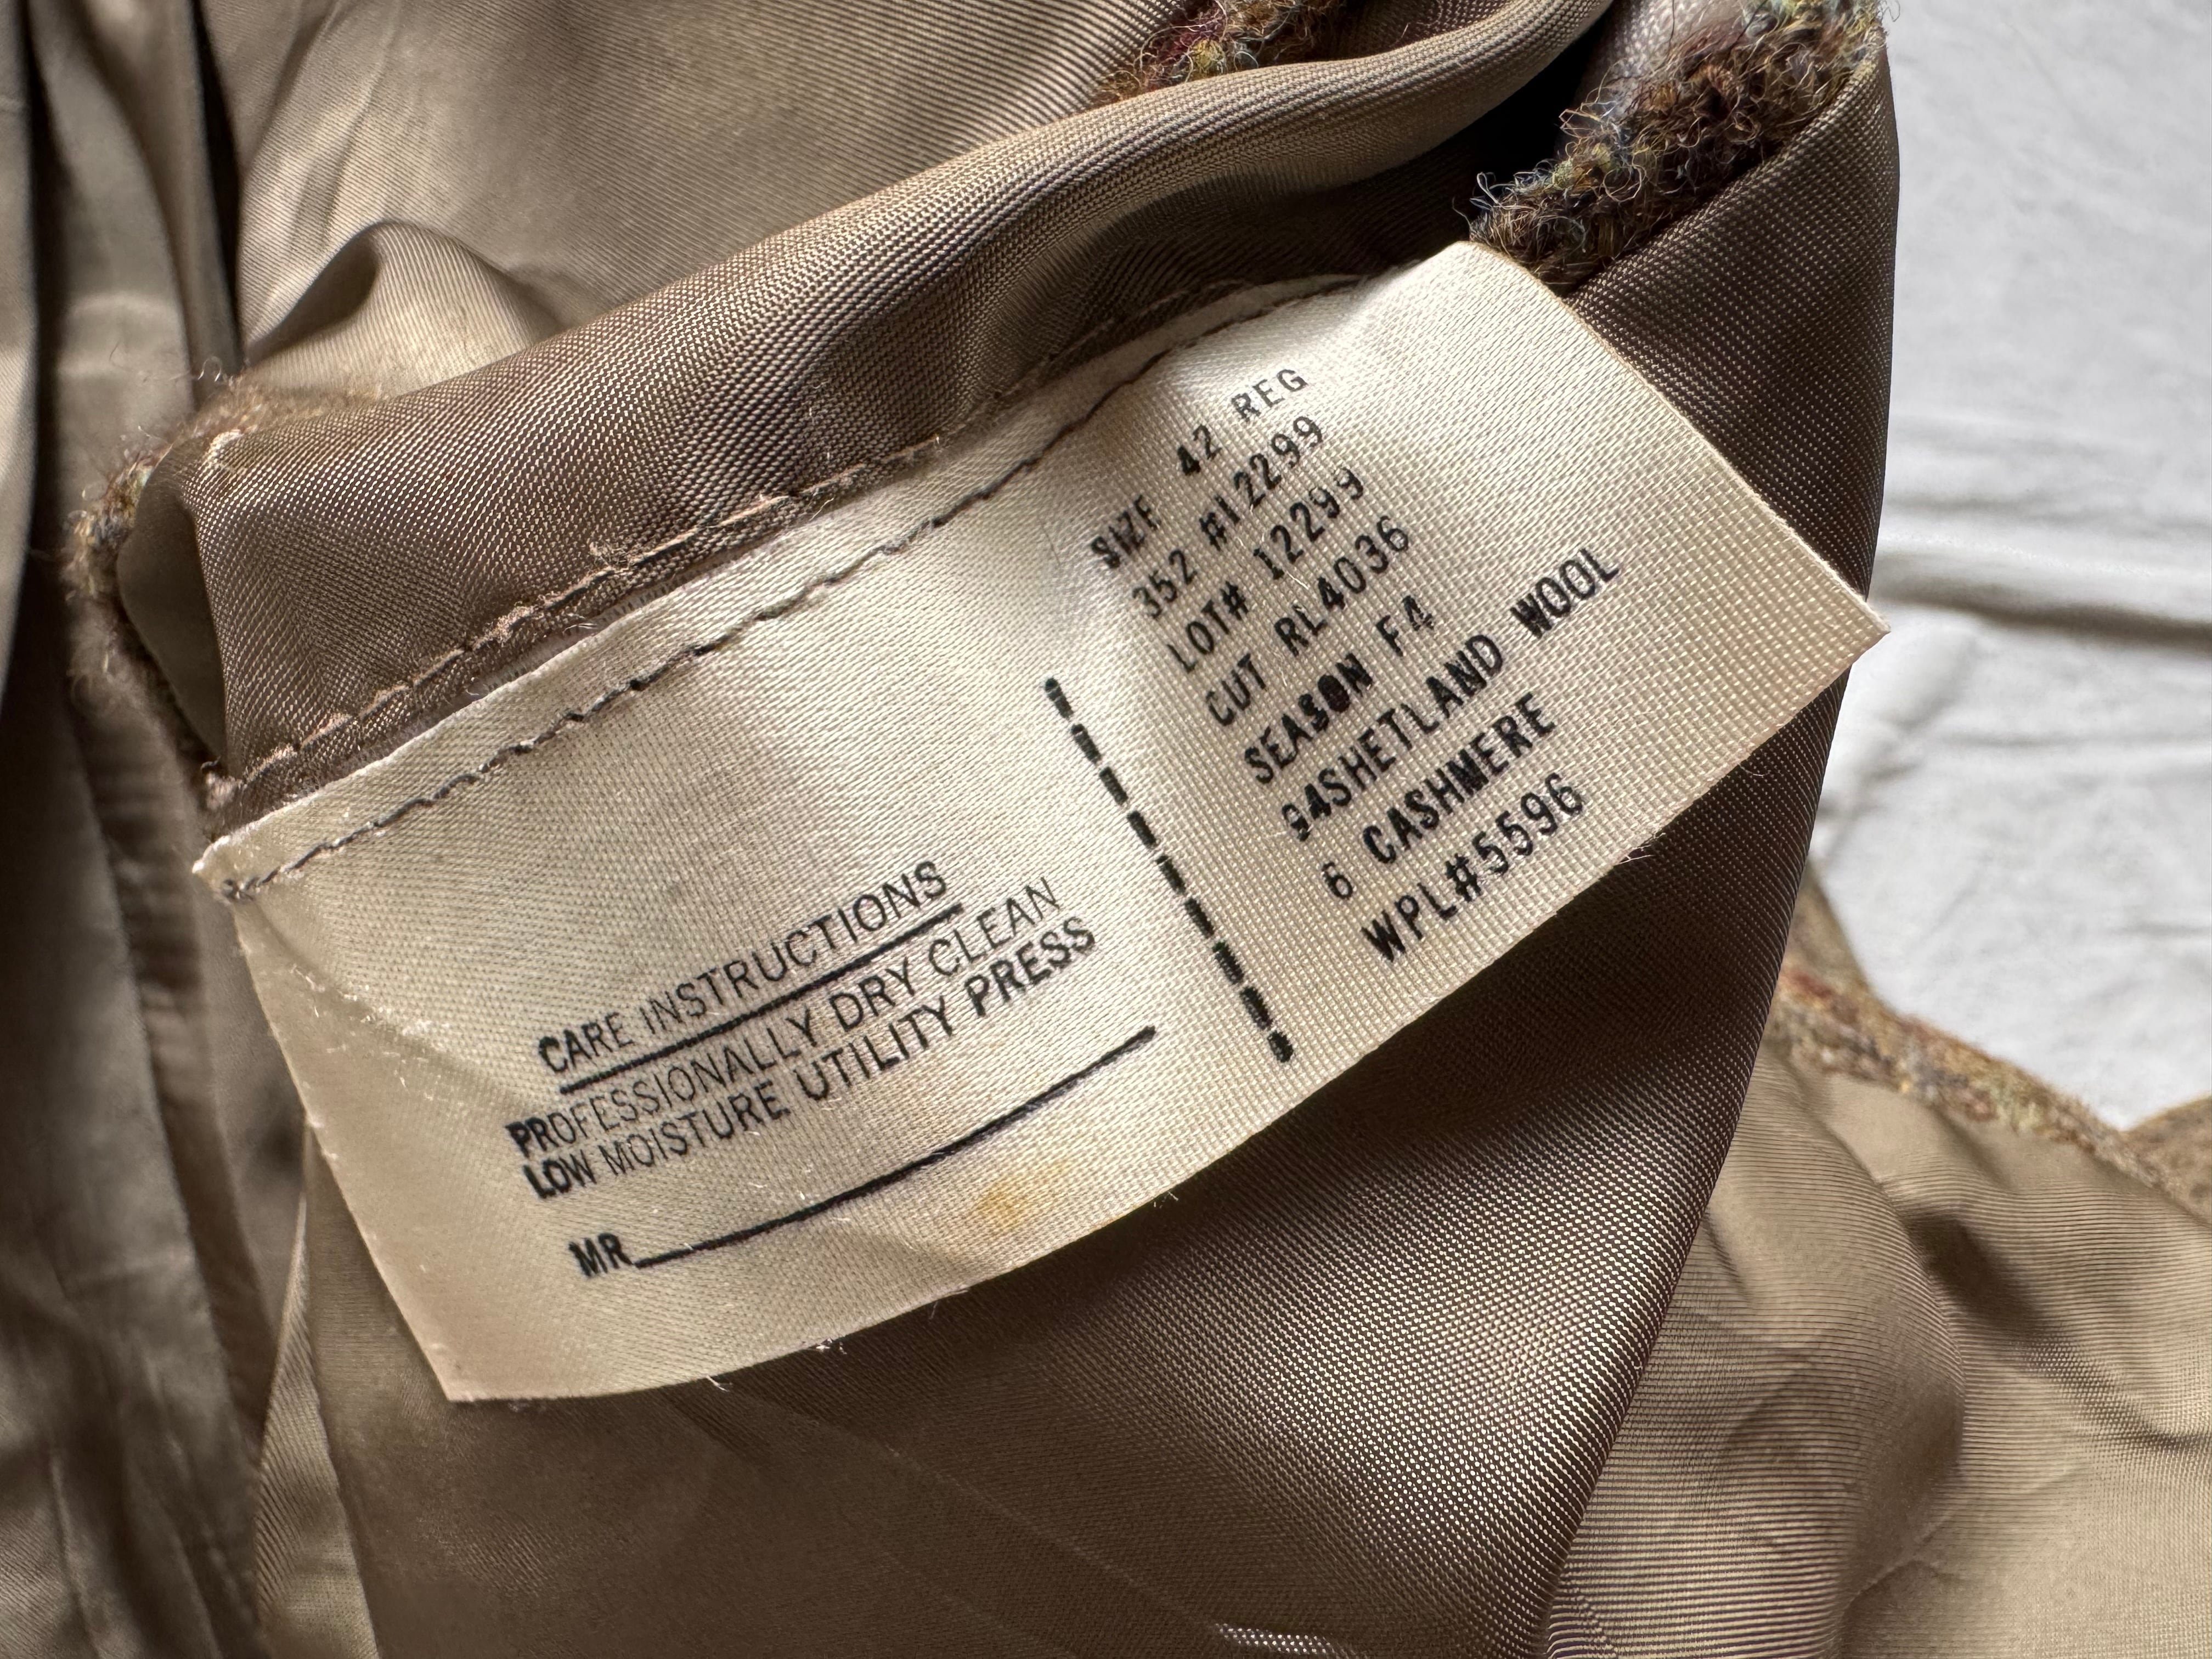 SIZE 42 REG
352 #12299
LOT# 12299
CUT RL4036
SEASON F4
94SHETLAND WOOL
6 CASHMERE
WPL#5596
CARE INSTRUCTIONS
PROFESSIONALLY DRY CLEAN
LOW MOISTURE UTILITY PRESS
MR